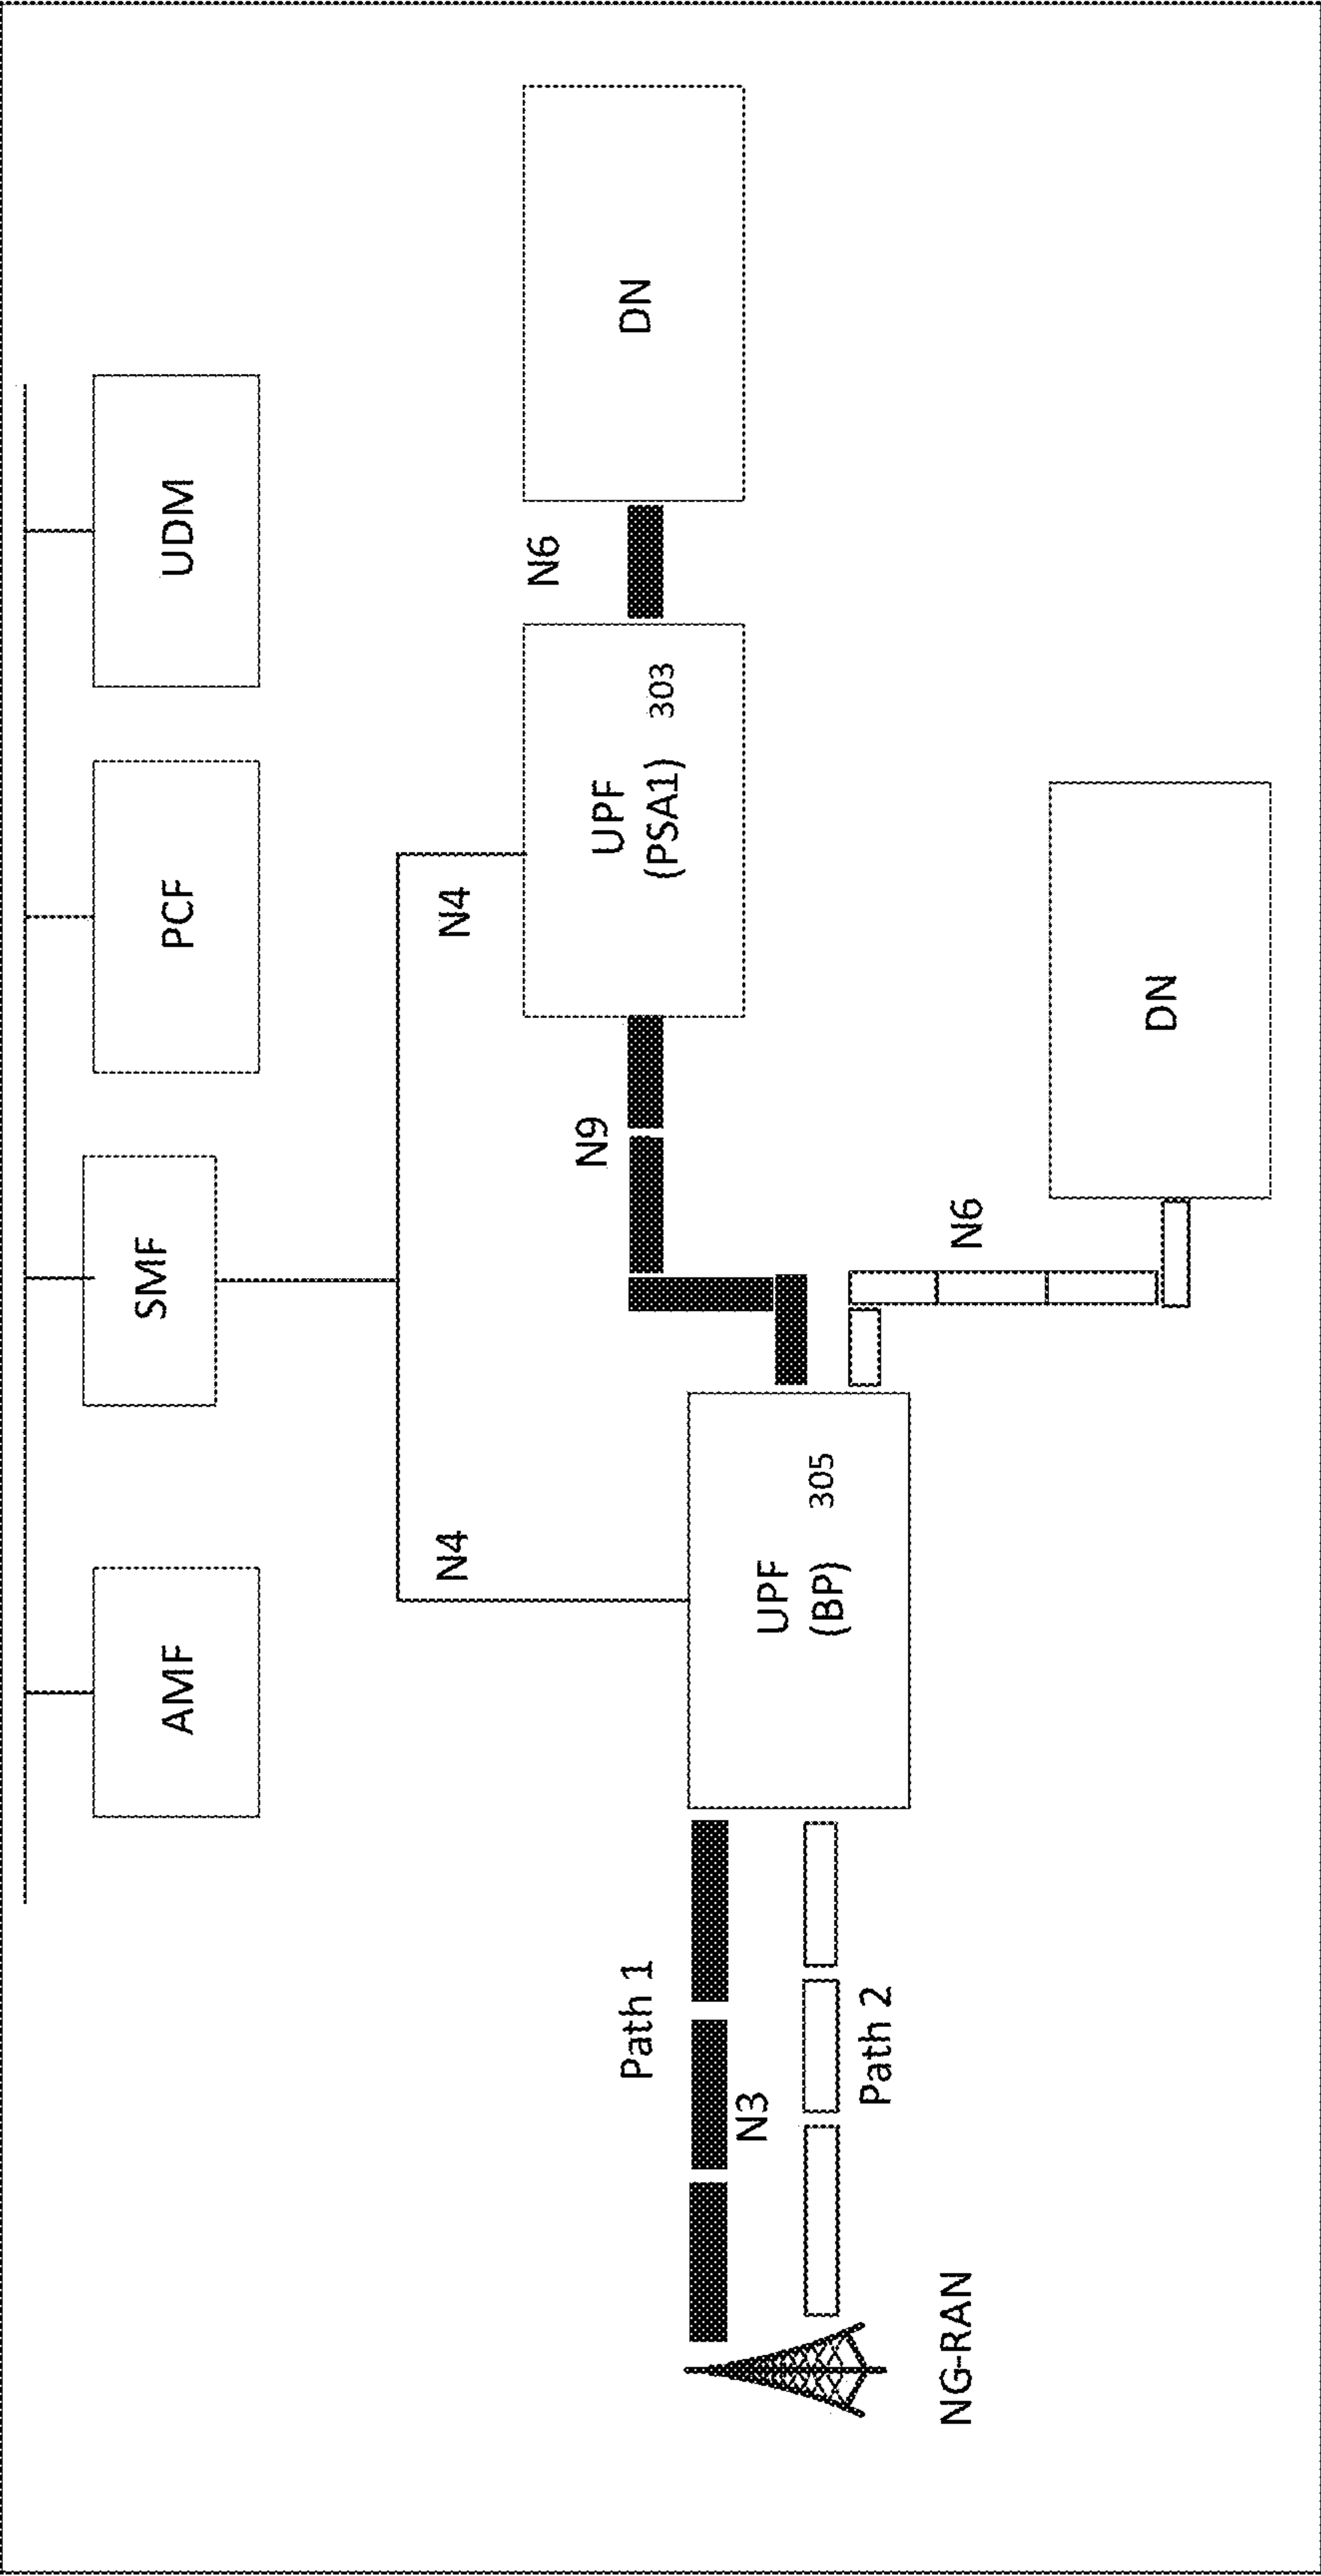 AMF
SMF
PCF
UDM
N4
N4
N6
N9
UPF
(PSA1)
303
DN
Path 1
N3
Path 2
UPF
(BP)
305
N6
DN
NG-RAN